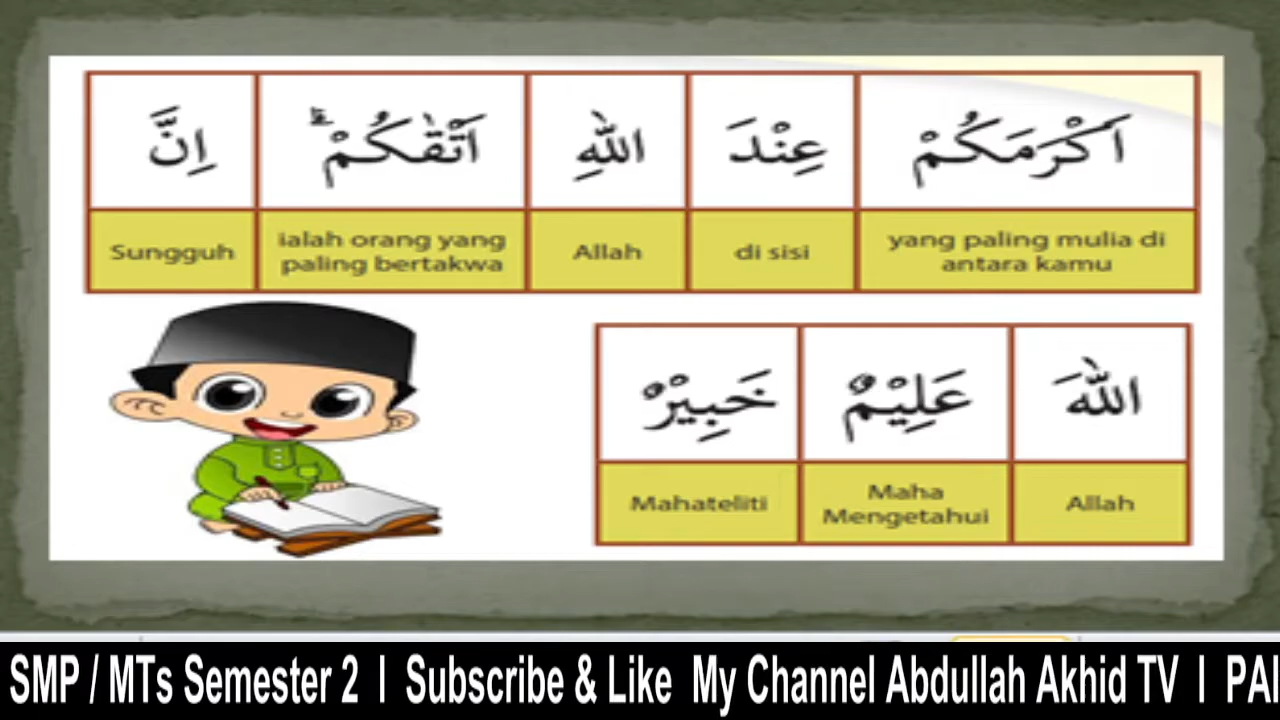 اَكْرَمَكُمْ عِنْدَ اللّٰهِ اَتْقٰىكُمْۗ اِنَّ
Sungguh ialah orang yang paling bertakwa Allah di sisi yang paling mulia di antara kamu
اللّٰهَ عَلِيْمٌ خَبِيْرٌ
Mahateliti Maha Mengetahui Allah
SMP / MTs Semester 2 I Subscribe & Like My Channel Abdullah Akhid TV I PAI